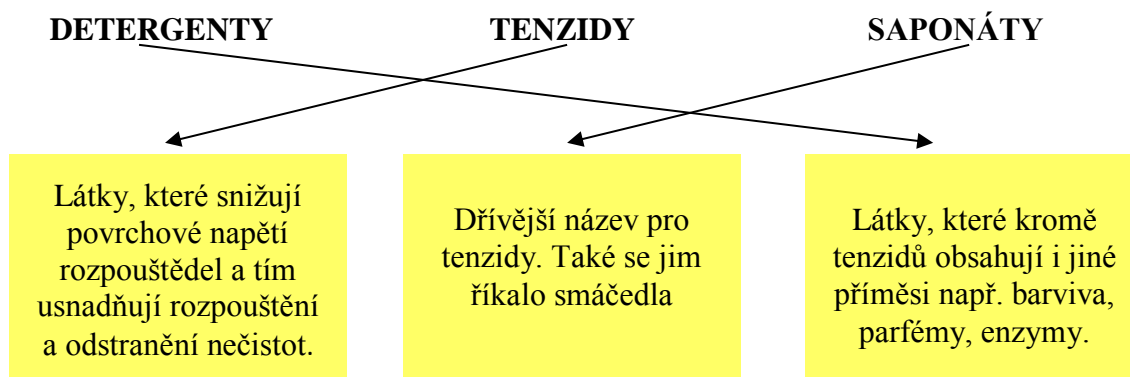 DETERGENTY TENZIDY SAPONÁTY
Látky, které snižují
povrchové napětí
rozpouštědel a tím
usnadňují rozpouštění
a odstranění nečistot.
Dřívější název pro
tenzidy. Také se jim
říkalo smáčedla
Látky, které kromě
tenzidů obsahují i jiné
příměsi např. barviva,
parfémy, enzymy.